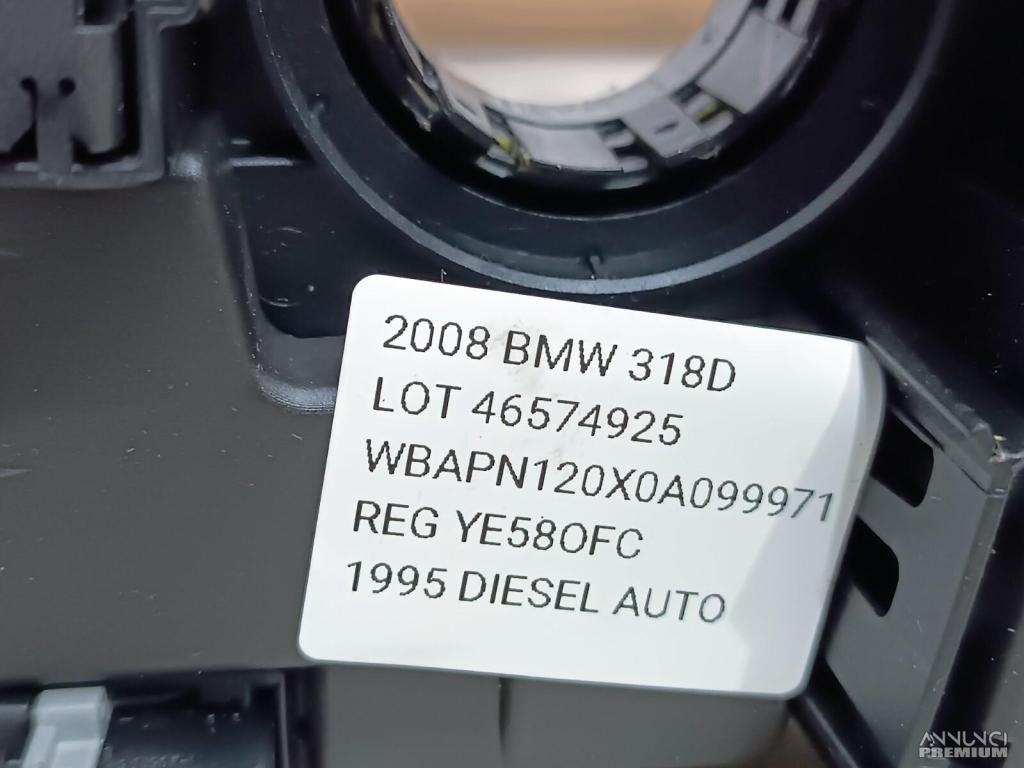 2008 BMW 318D
LOT 46574925
WBAPN120X0A099971
REG YE58OFC
1995 DIESEL AUTO
ANNUNCI
PREMIUM